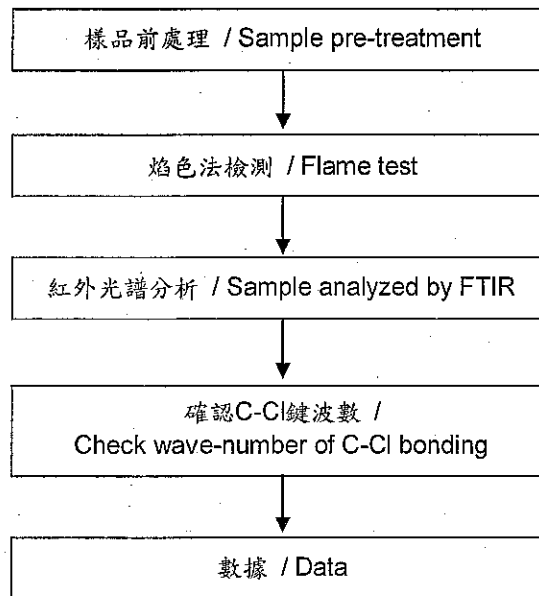 樣品前處理 / Sample pre-treatment
焰色法檢測 / Flame test
紅外光譜分析 / Sample analyzed by FTIR
確認C-Cl鍵波數 /
Check wave-number of C-Cl bonding
數據 / Data